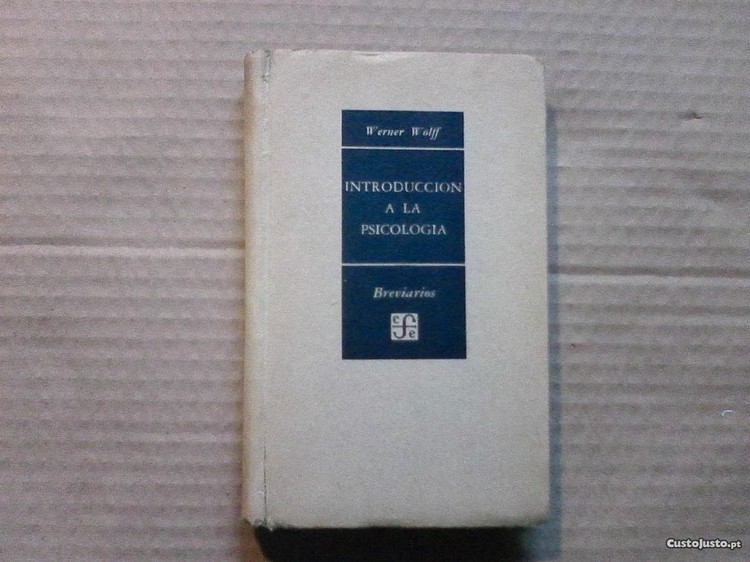 Werner Wolff
INTRODUCCION
A LA
PSICOLOGIA
Breviarios
c f e
CustoJusto.pt